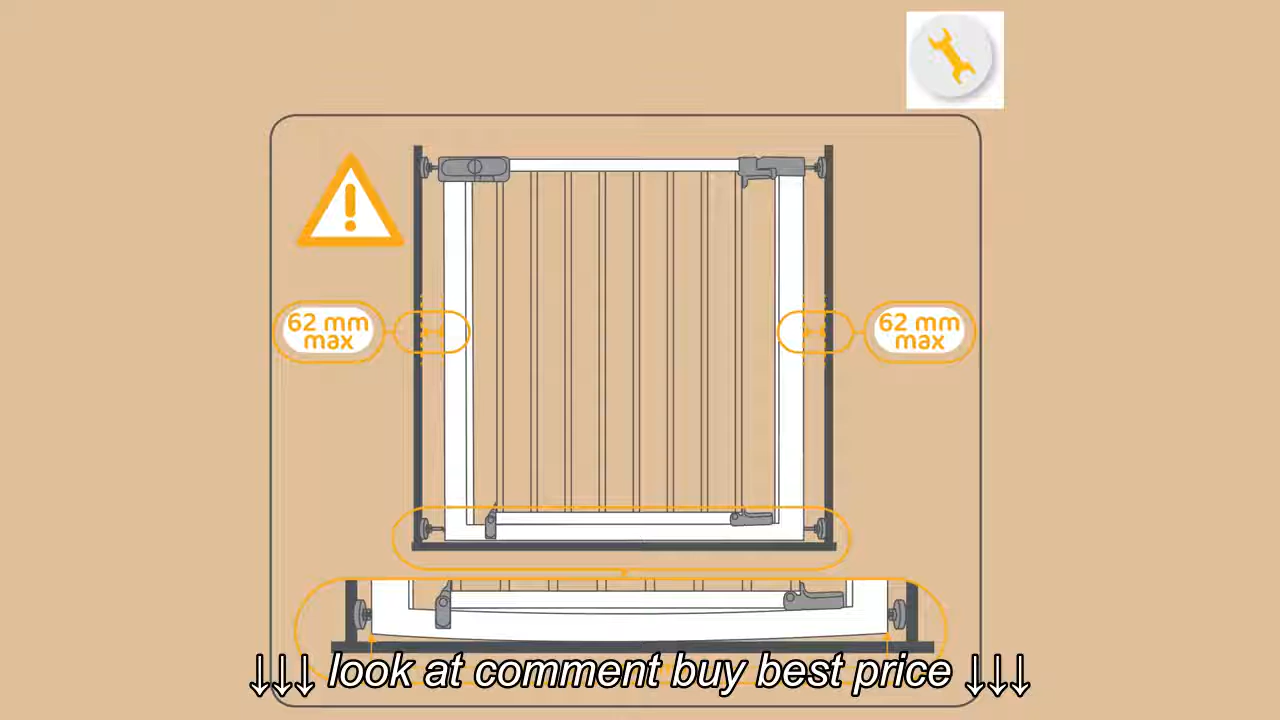 62 mm
max
62 mm
max
↓↓↓ look at comment buy best price ↓↓↓